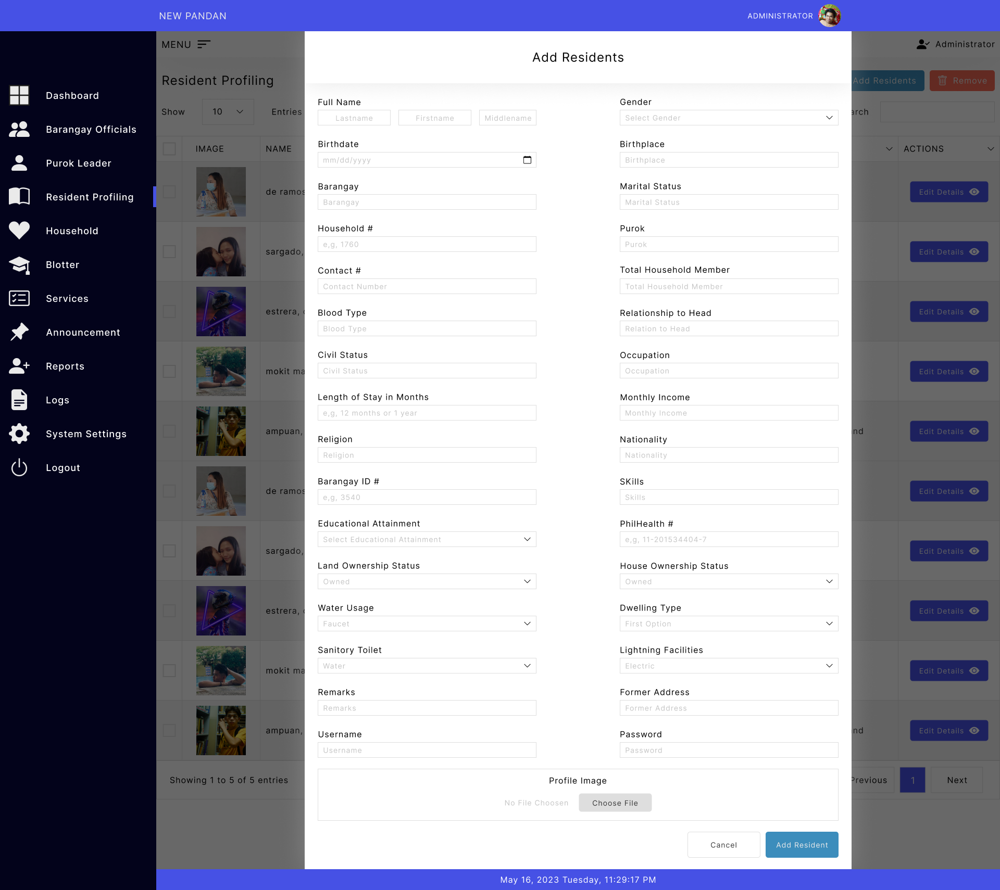 NEW PANDAN
ADMINISTRATOR
MENU
Administrator
Dashboard
Barangay Officials
Purok Leader
Resident Profiling
Household
Blotter
Services
Announcement
Reports
Logs
System Settings
Logout
Resident Profiling
Add Residents
Remove
Show 10 Entries
arch
IMAGE NAME ACTIONS
de ramos Edit Details
sargado, Edit Details
estrera, Edit Details
mokit ma Edit Details
ampuan, nd Edit Details
de ramos Edit Details
sargado, Edit Details
estrera, Edit Details
mokit ma Edit Details
ampuan, nd Edit Details
Showing 1 to 5 of 5 entries
Previous 1 Next
Add Residents
Full Name
Lastname Firstname Middlename
Gender
Select Gender
Birthdate
mm/dd/yyyy
Birthplace
Birthplace
Barangay
Barangay
Marital Status
Marital Status
Household #
e,g, 1760
Purok
Purok
Contact #
Contact Number
Total Household Member
Total Household Member
Blood Type
Blood Type
Relationship to Head
Relation to Head
Civil Status
Civil Status
Occupation
Occupation
Length of Stay in Months
e,g, 12 months or 1 year
Monthly Income
Monthly Income
Religion
Religion
Nationality
Nationality
Barangay ID #
e,g, 3540
SKills
Skills
Educational Attainment
Select Educational Attainment
PhilHealth #
e,g, 11-201534404-7
Land Ownership Status
Owned
House Ownership Status
Owned
Water Usage
Faucet
Dwelling Type
First Option
Sanitory Toilet
Water
Lightning Facilities
Electric
Remarks
Remarks
Former Address
Former Address
Username
Username
Password
Password
Profile Image
No File Choosen Choose File
Cancel Add Resident
May 16, 2023 Tuesday, 11:29:17 PM